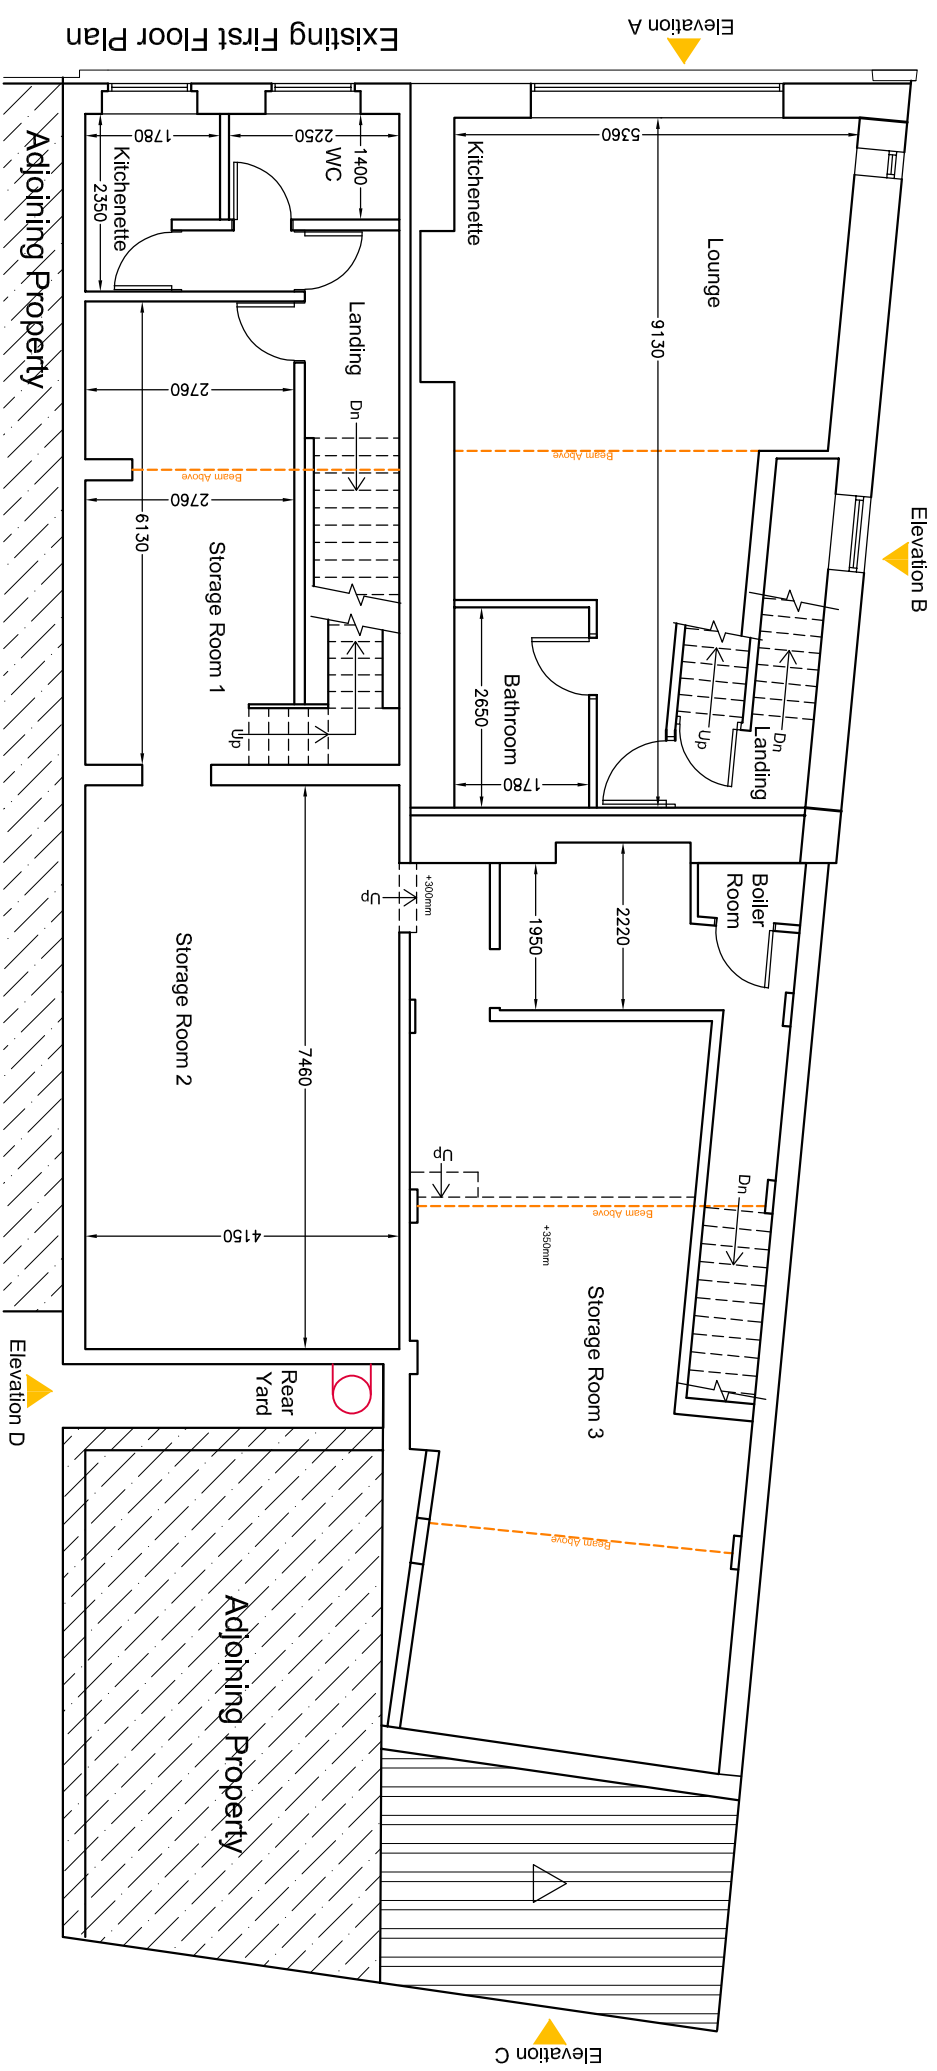 Existing First Floor Plan
Elevation A
Adjoining Property
Kitchenette
1780
2350
2250
WC
1400
5360
Kitchenette
Lounge
9130
Landing
Dn
2760
Beam Above
2760
6130
Storage Room 1
Up
Beam Above
Elevation B
Bathroom
2650
1780
Up
Dn
Landing
Boiler
Room
+300mm
Up
1950
2220
Storage Room 2
7460
4150
Up
Beam Above
+350mm
Dn
Storage Room 3
Beam Above
Rear
Yard
Elevation D
Adjoining Property
Elevation C